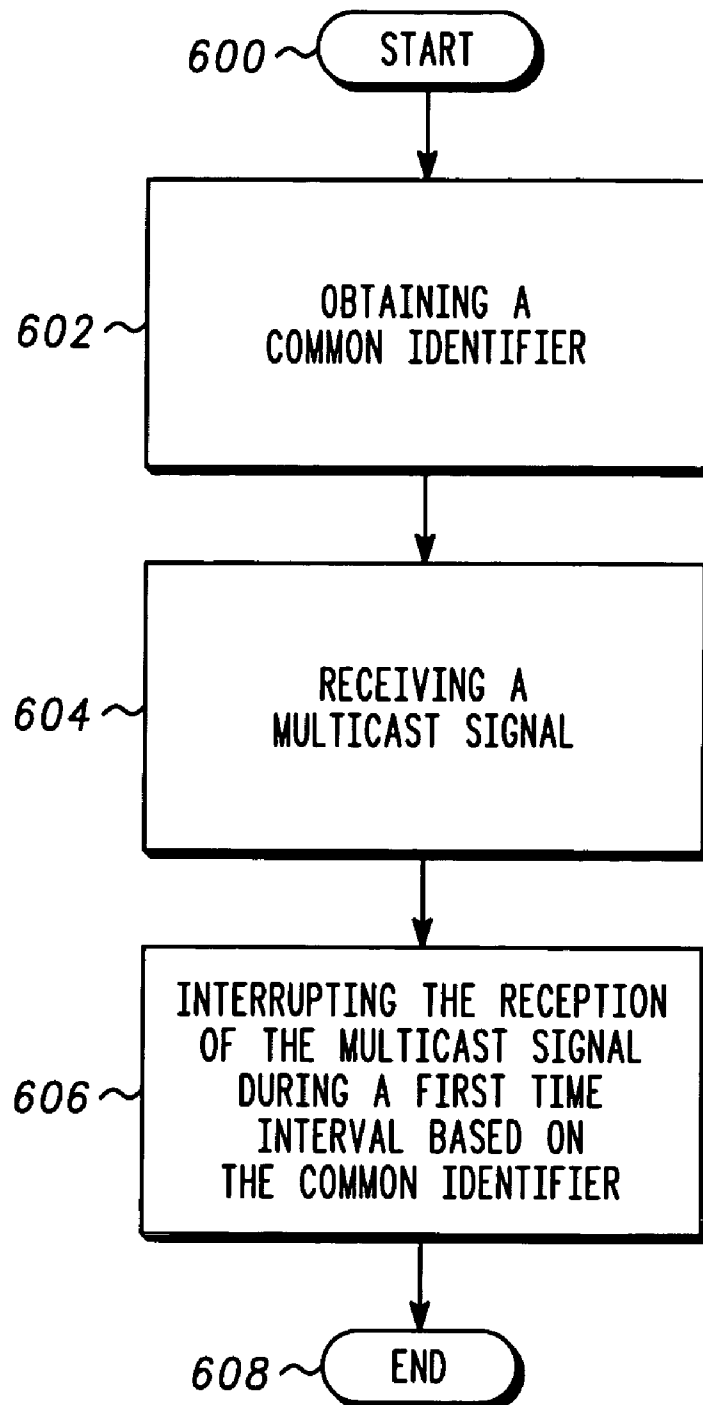 600 START
602 OBTAINING A
COMMON IDENTIFIER
604 RECEIVING A
MULTICAST SIGNAL
606 INTERRUPTING THE RECEPTION
OF THE MULTICAST SIGNAL
DURING A FIRST TIME
INTERVAL BASED ON
THE COMMON IDENTIFIER
608 END